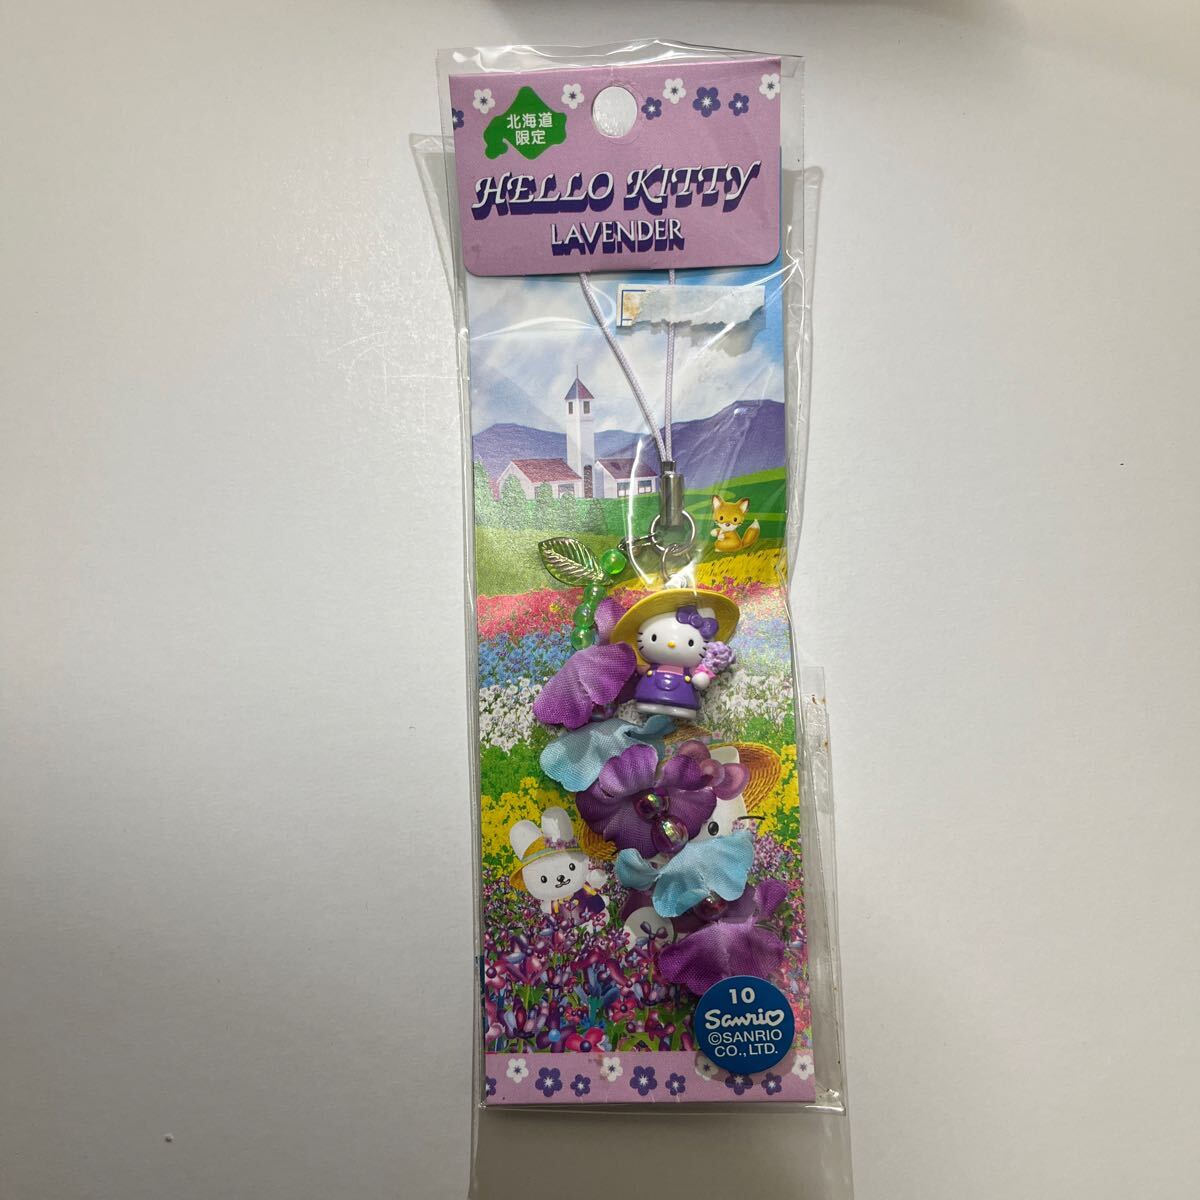 北海道
限定
HELLO KITTY
LAVENDER
10
Sanrio
©SANRIO
CO.,LTD.